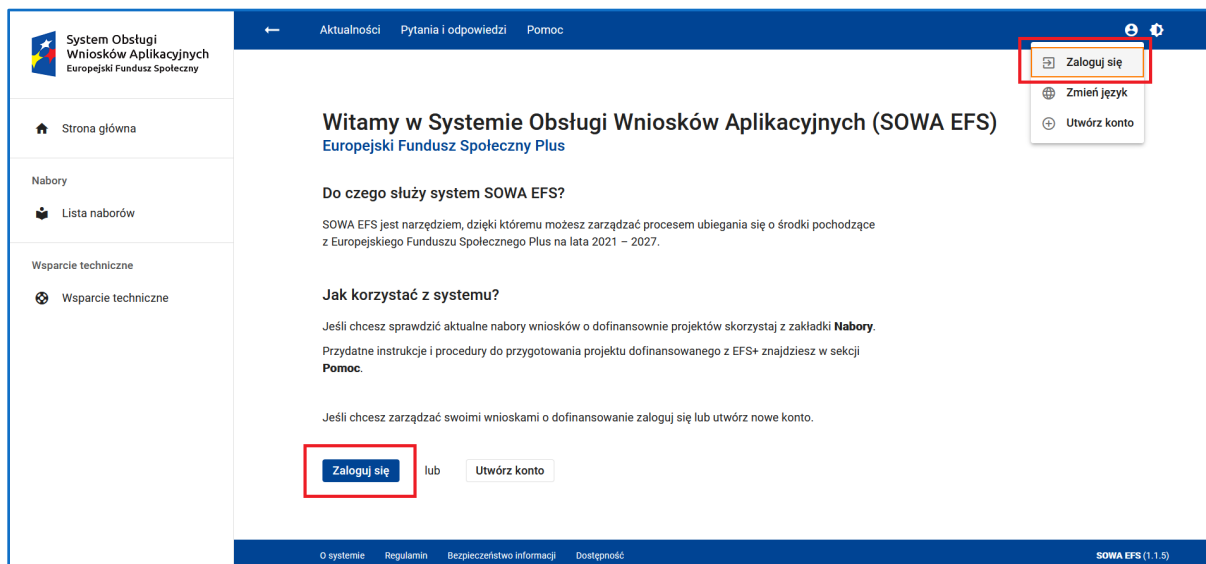 System Obsługi
Wniosków Aplikacyjnych
Europejski Fundusz Społeczny
Aktualności Pytania i odpowiedzi Pomoc
Zaloguj się
Zmień język
Utwórz konto
Strona główna
Nabory
Lista naborów
Wsparcie techniczne
Wsparcie techniczne
Witamy w Systemie Obsługi Wniosków Aplikacyjnych (SOWA EFS)
Europejski Fundusz Społeczny Plus
Do czego służy system SOWA EFS?
SOWA EFS jest narzędziem, dzięki któremu możesz zarządzać procesem ubiegania się o środki pochodzące
z Europejskiego Funduszu Społecznego Plus na lata 2021 – 2027.
Jak korzystać z systemu?
Jeśli chcesz sprawdzić aktualne nabory wniosków o dofinansownie projektów skorzystaj z zakładki Nabory.
Przydatne instrukcje i procedury do przygotowania projektu dofinansowanego z EFS+ znajdziesz w sekcji
Pomoc.
Jeśli chcesz zarządzać swoimi wnioskami o dofinansowanie zaloguj się lub utwórz nowe konto.
Zaloguj się lub Utwórz konto
O systemie Regulamin Bezpieczeństwo informacji Dostępność SOWA EFS (1.1.5)